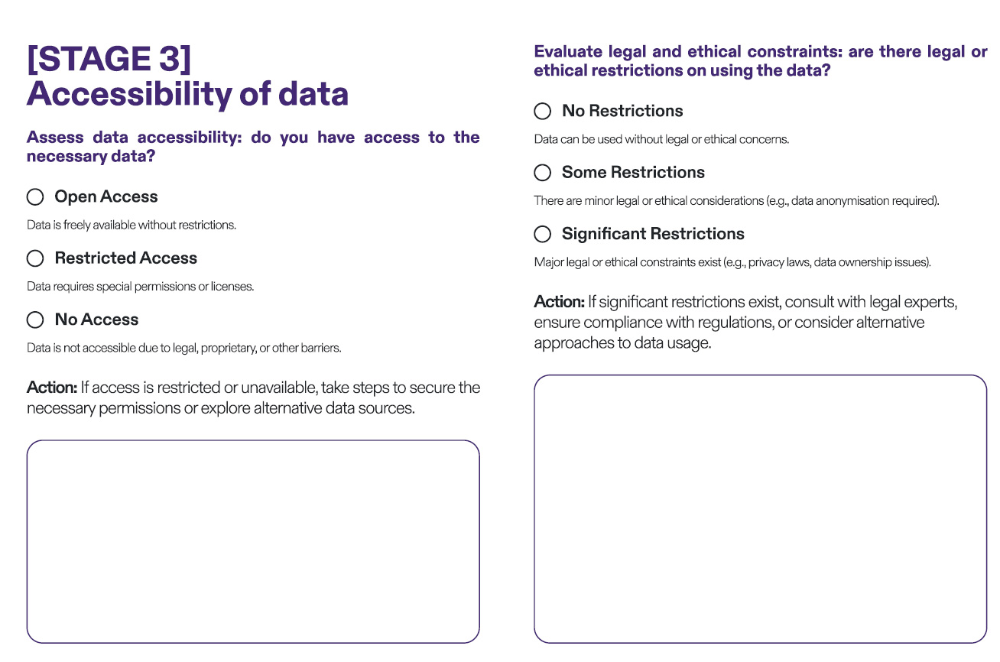 [STAGE 3]
Accessibility of data
Assess data accessibility: do you have access to the
necessary data?
Open Access
Data is freely available without restrictions.
Restricted Access
Data requires special permissions or licenses.
No Access
Data is not accessible due to legal, proprietary, or other barriers.
Action: If access is restricted or unavailable, take steps to secure the
necessary permissions or explore alternative data sources.
Evaluate legal and ethical constraints: are there legal or
ethical restrictions on using the data?
No Restrictions
Data can be used without legal or ethical concerns.
Some Restrictions
There are minor legal or ethical considerations (e.g., data anonymisation required).
Significant Restrictions
Major legal or ethical constraints exist (e.g., privacy laws, data ownership issues).
Action: If significant restrictions exist, consult with legal experts,
ensure compliance with regulations, or consider alternative
approaches to data usage.